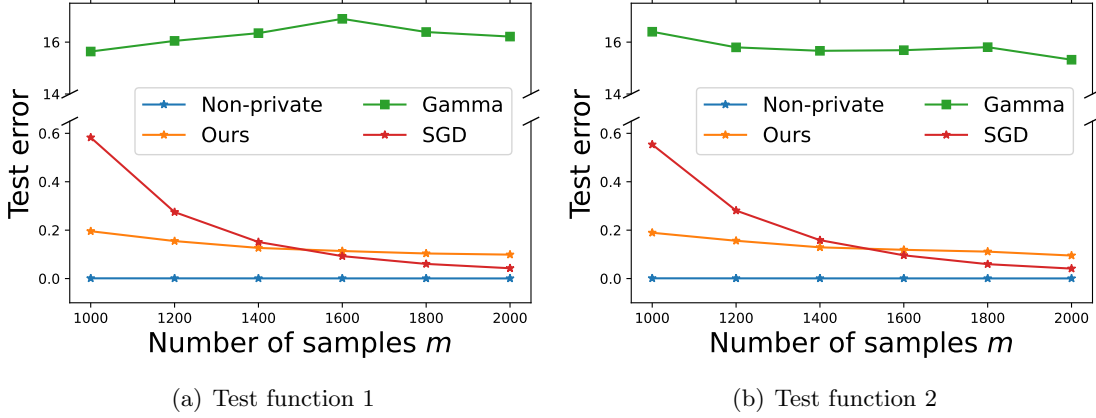 16
14
Non-private
Gamma
Ours
SGD
0.6
0.4
0.2
0.0
Test error
1000 1200 1400 1600 1800 2000
Number of samples m
(a) Test function 1
16
14
Non-private
Gamma
Ours
SGD
0.6
0.4
0.2
0.0
Test error
1000 1200 1400 1600 1800 2000
Number of samples m
(b) Test function 2